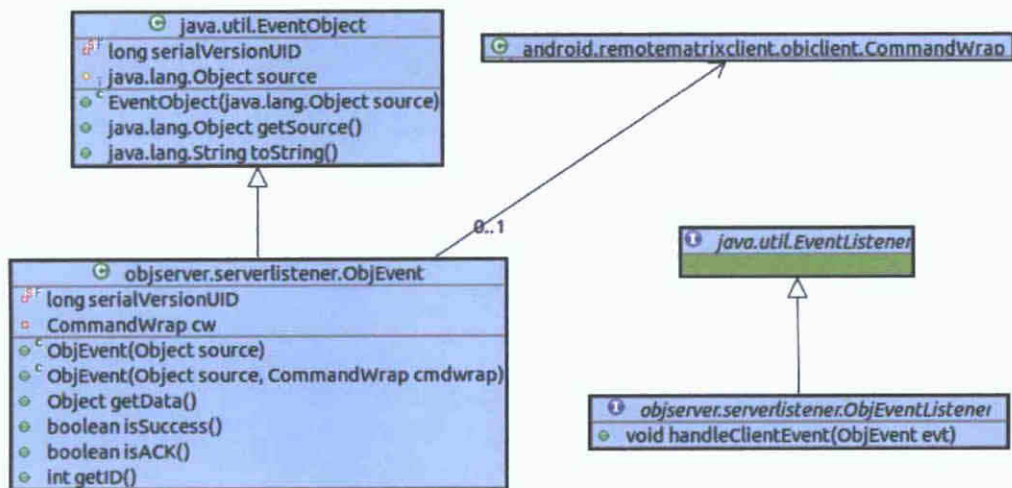 java.util.EventObject
long serialVersionUID
java.lang.Object source
EventObject(java.lang.Object source)
java.lang.Object getSource()
java.lang.String toString()
android.remotematrixclient.objclient.CommandWrap
0..1
java.util.EventListener
objserver.serverlistener.ObjEvent
long serialVersionUID
CommandWrap cw
ObjEvent(Object source)
ObjEvent(Object source, CommandWrap cmdwrap)
Object getData()
boolean isSuccess()
boolean isACK()
int getID()
objserver.serverlistener.ObjEventListener
void handleClientEvent(ObjEvent evt)